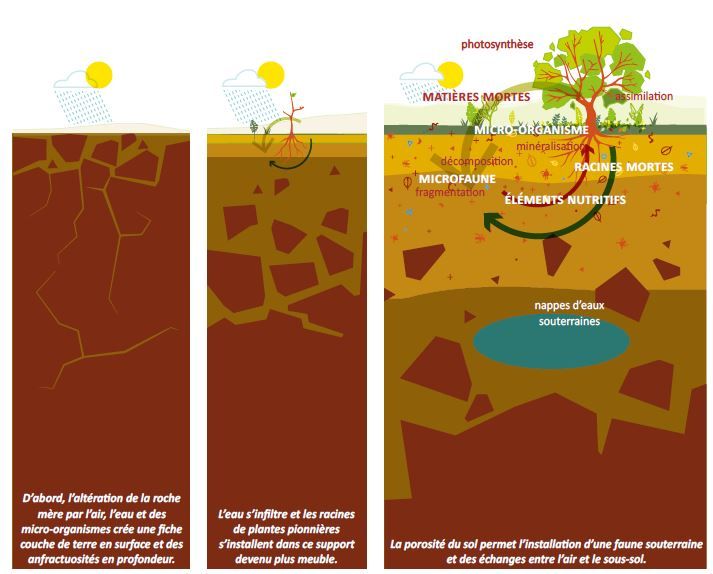 D'abord, l'altération de la roche
mère par l'air, l'eau et des
micro-organismes crée une fiche
couche de terre en surface et des
anfractuosités en profondeur.
L'eau s'infiltre et les racines
de plantes pionnières
s'installent dans ce support
devenu plus meuble.
photosynthèse
MATIÈRES MORTES
assimilation
MICRO-ORGANISME
minéralisation
décomposition
RACINES MORTES
MICROFAUNE
fragmentation
ÉLÉMENTS NUTRITIFS
nappes d'eaux
souterraines
La porosité du sol permet l'installation d'une faune souterraine
et des échanges entre l'air et le sous-sol.